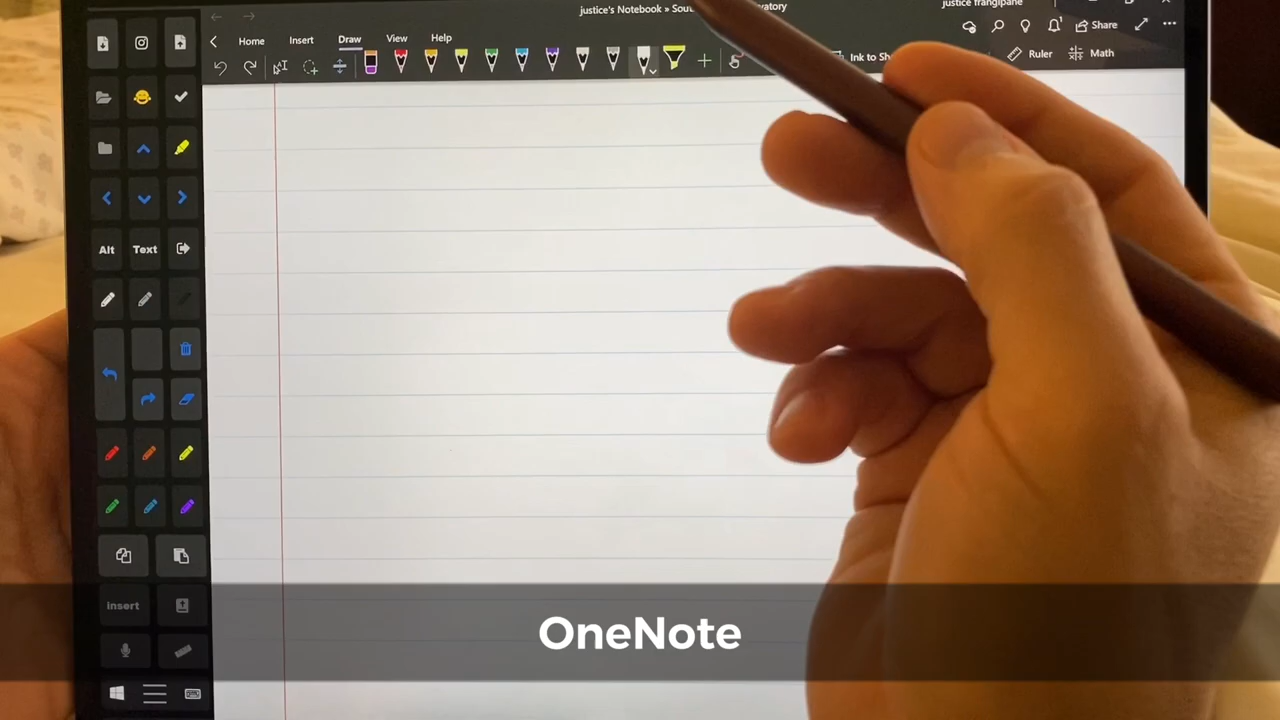 justice's Notebook » Sou
vatory
justice frangipane
Home Insert Draw View Help
Share
Ink to Sh
Ruler
Math
Alt Text
insert
OneNote